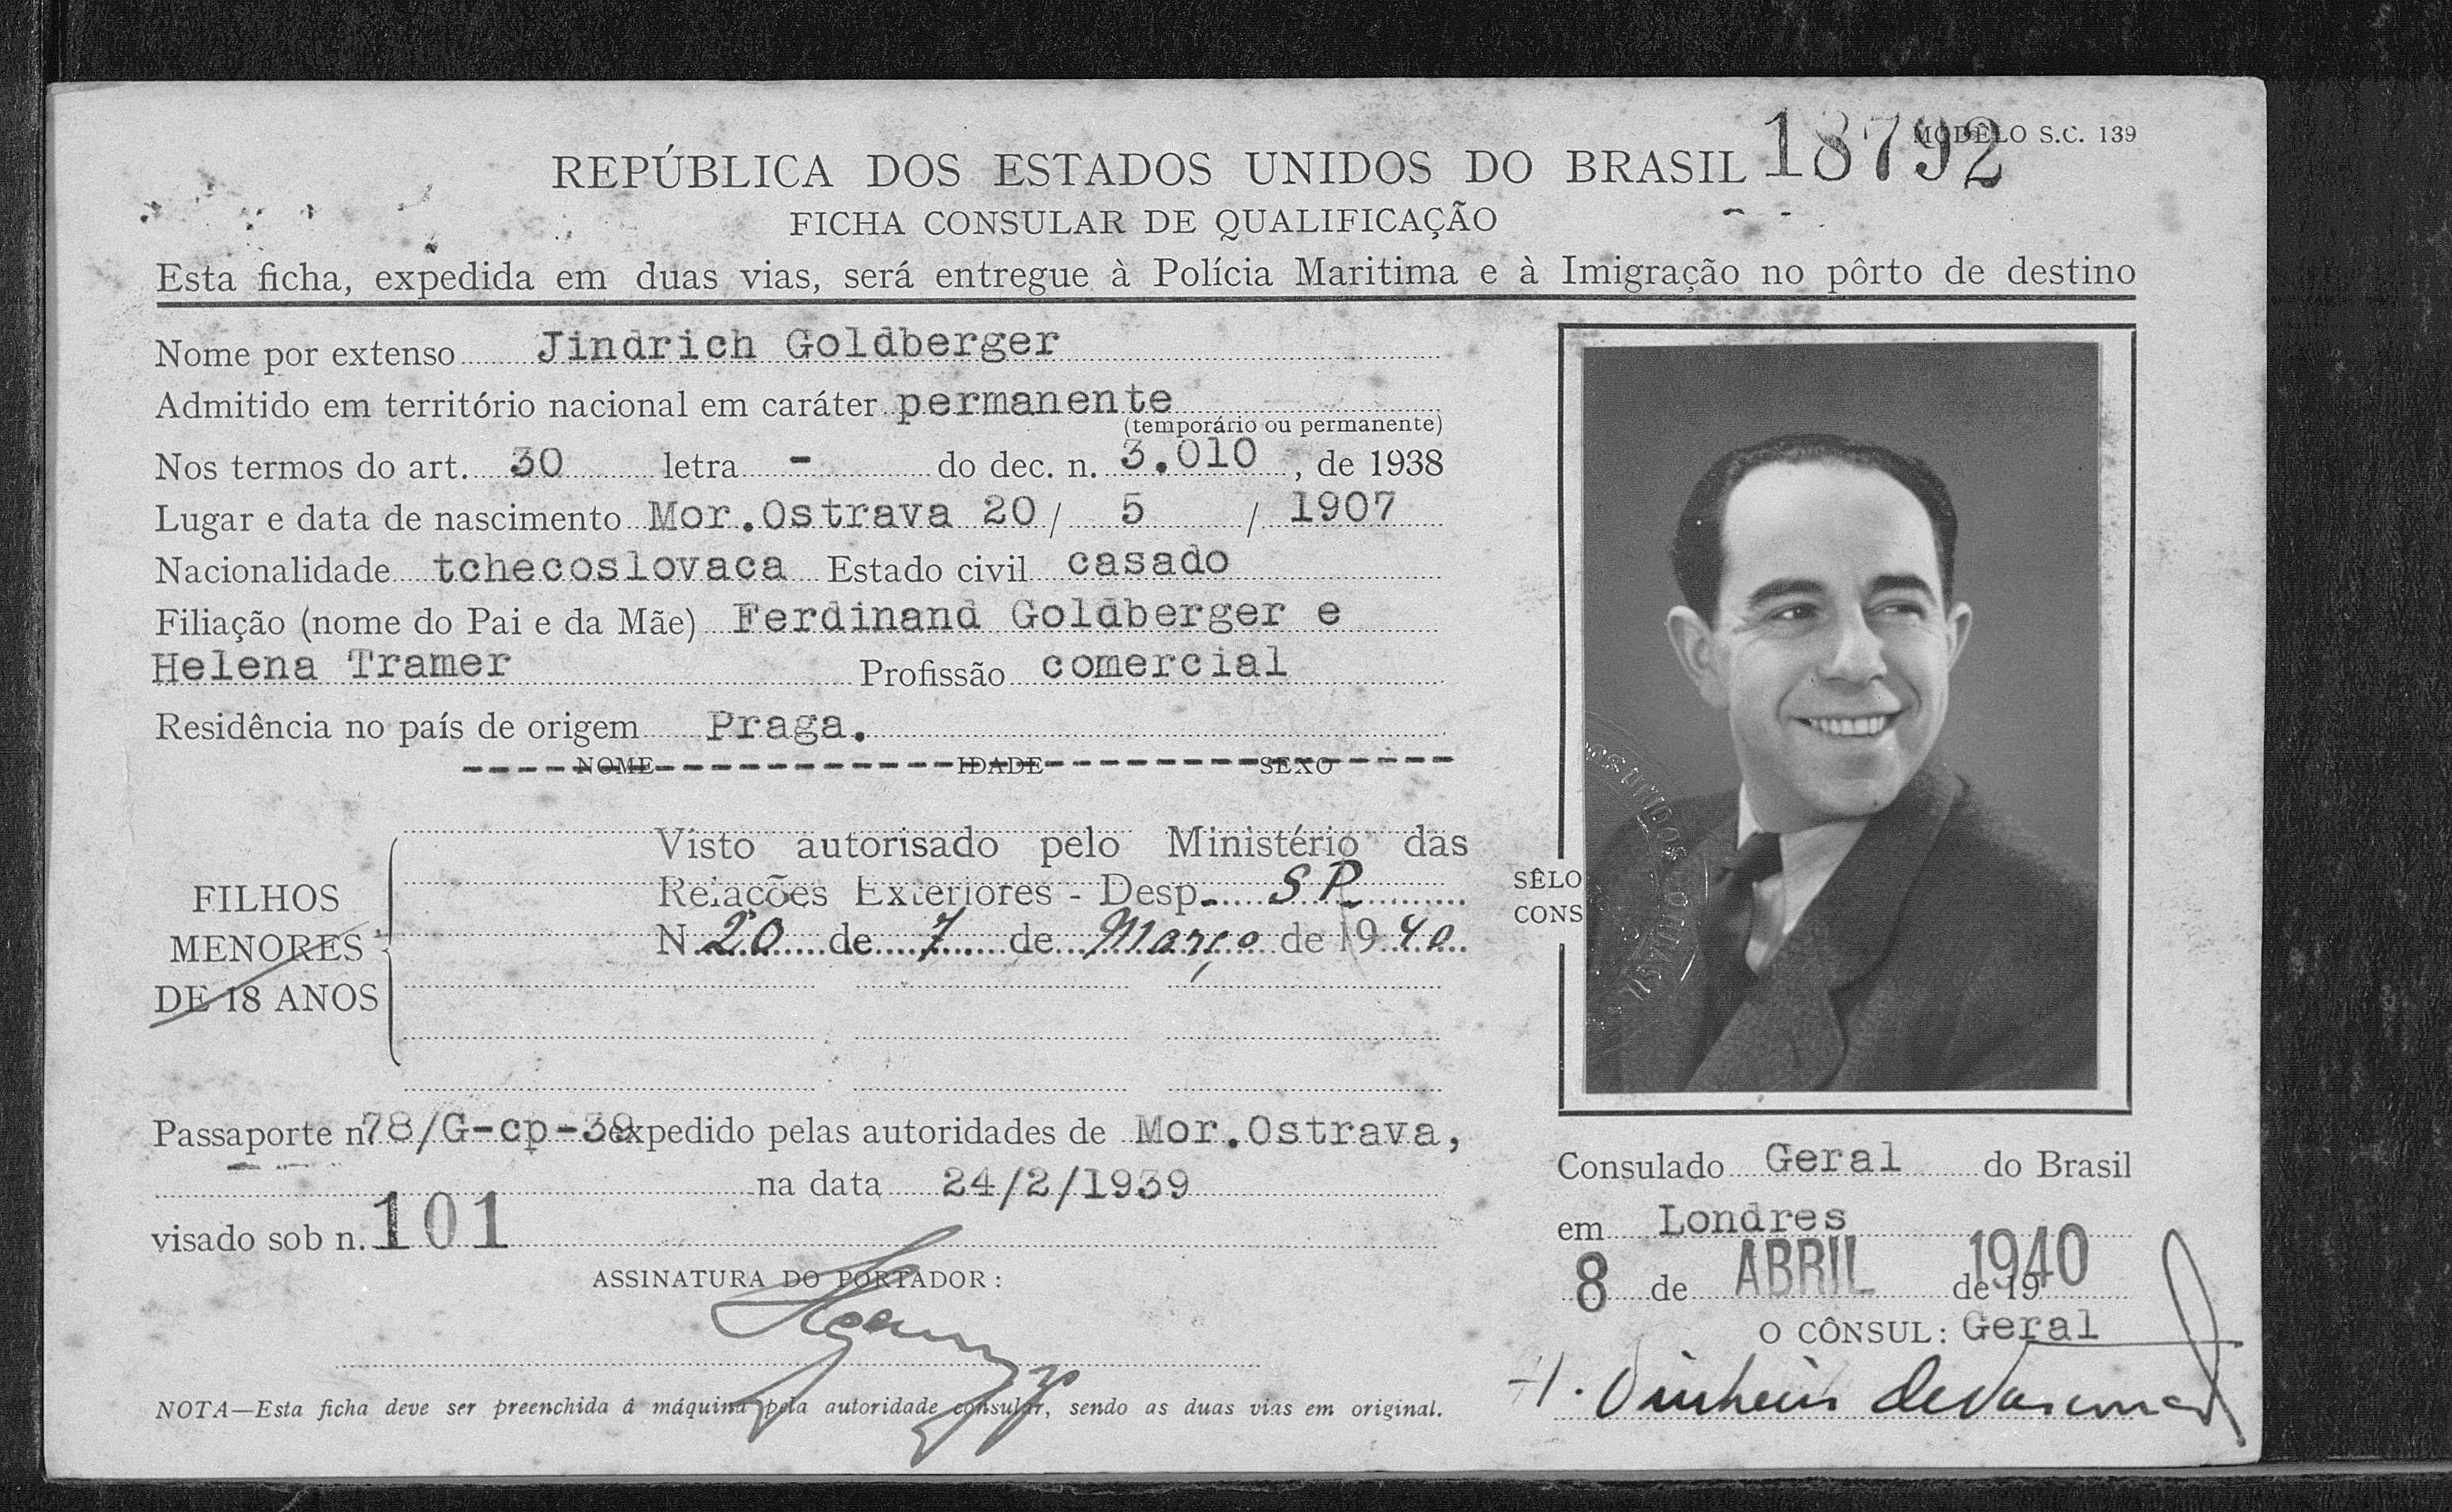 18792
MODÊLO S.C. 139
REPÚBLICA DOS ESTADOS UNIDOS DO BRASIL
FICHA CONSULAR DE QUALIFICAÇÃO
Esta ficha, expedida em duas vias, será entregue à Polícia Maritima e à Imigração no pôrto de destino
Nome por extenso Jindrich Goldberger
Admitido em território nacional em caráter permanente
(temporário ou permanente)
Nos termos do art. 30 letra - do dec. n. 3.010, de 1938
Lugar e data de nascimento Mor.Ostrava 20 / 5 / 1907
Nacionalidade tchecoslovaca Estado civil casado
Filiação (nome do Pai e da Mãe) Ferdinand Goldberger e
Helena Tramer Profissão comercial
Residência no país de origem Praga.
NOME IDADE SEXO
FILHOS
MENORES
DE 18 ANOS
Visto autorisado pelo Ministério das
Relações Exteriores - Desp. SP
N 20 de 7 de Março de 1940
SÊLO
CONS
Passaporte n. 78/G-cp-39 expedido pelas autoridades de Mor.Ostrava,
na data 24/2/1939
visado sob n. 101
ASSINATURA DO PORTADOR:
NOTA—Esta ficha deve ser preenchida á máquina pela autoridade consular, sendo as duas vias em original.
Consulado Geral do Brasil
em Londres
8 de ABRIL de 19 1940
O CÔNSUL: Geral